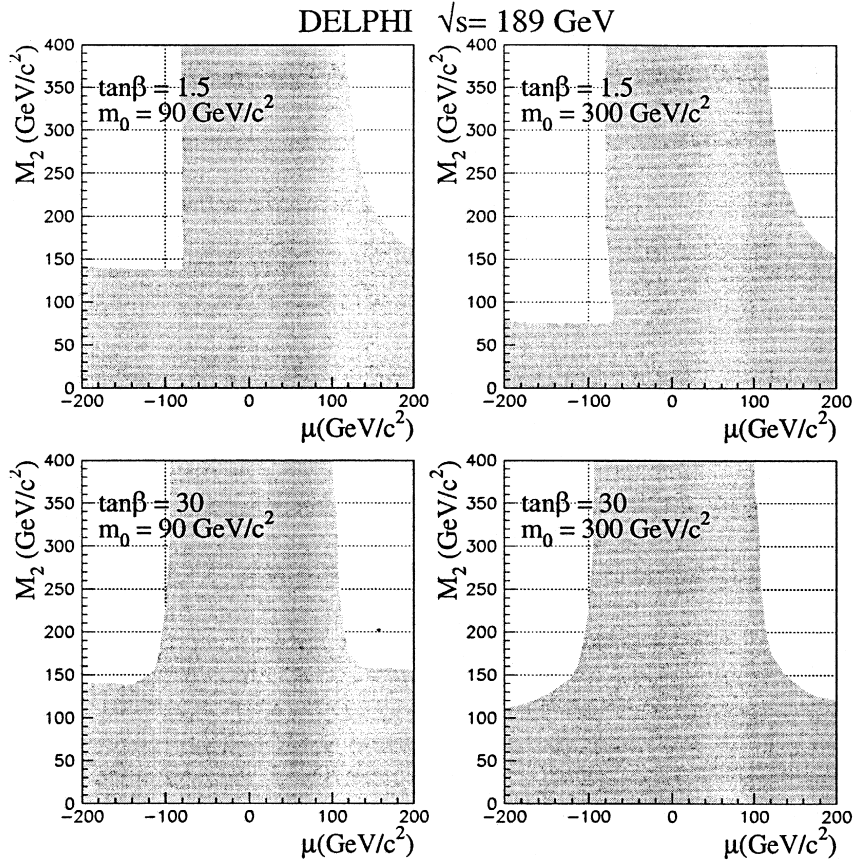 DELPHI √s= 189 GeV
M₂ (GeV/c²)
400
350
300
250
200
150
100
50
0
tanβ = 1.5
m₀ = 90 GeV/c²
−200 −100 0 100 200
μ(GeV/c²)
M₂ (GeV/c²)
400
350
300
250
200
150
100
50
0
tanβ = 1.5
m₀ = 300 GeV/c²
−200 −100 0 100 200
μ(GeV/c²)
M₂ (GeV/c²)
400
350
300
250
200
150
100
50
0
tanβ = 30
m₀ = 90 GeV/c²
−200 −100 0 100 200
μ(GeV/c²)
M₂ (GeV/c²)
400
350
300
250
200
150
100
50
0
tanβ = 30
m₀ = 300 GeV/c²
−200 −100 0 100 200
μ(GeV/c²)